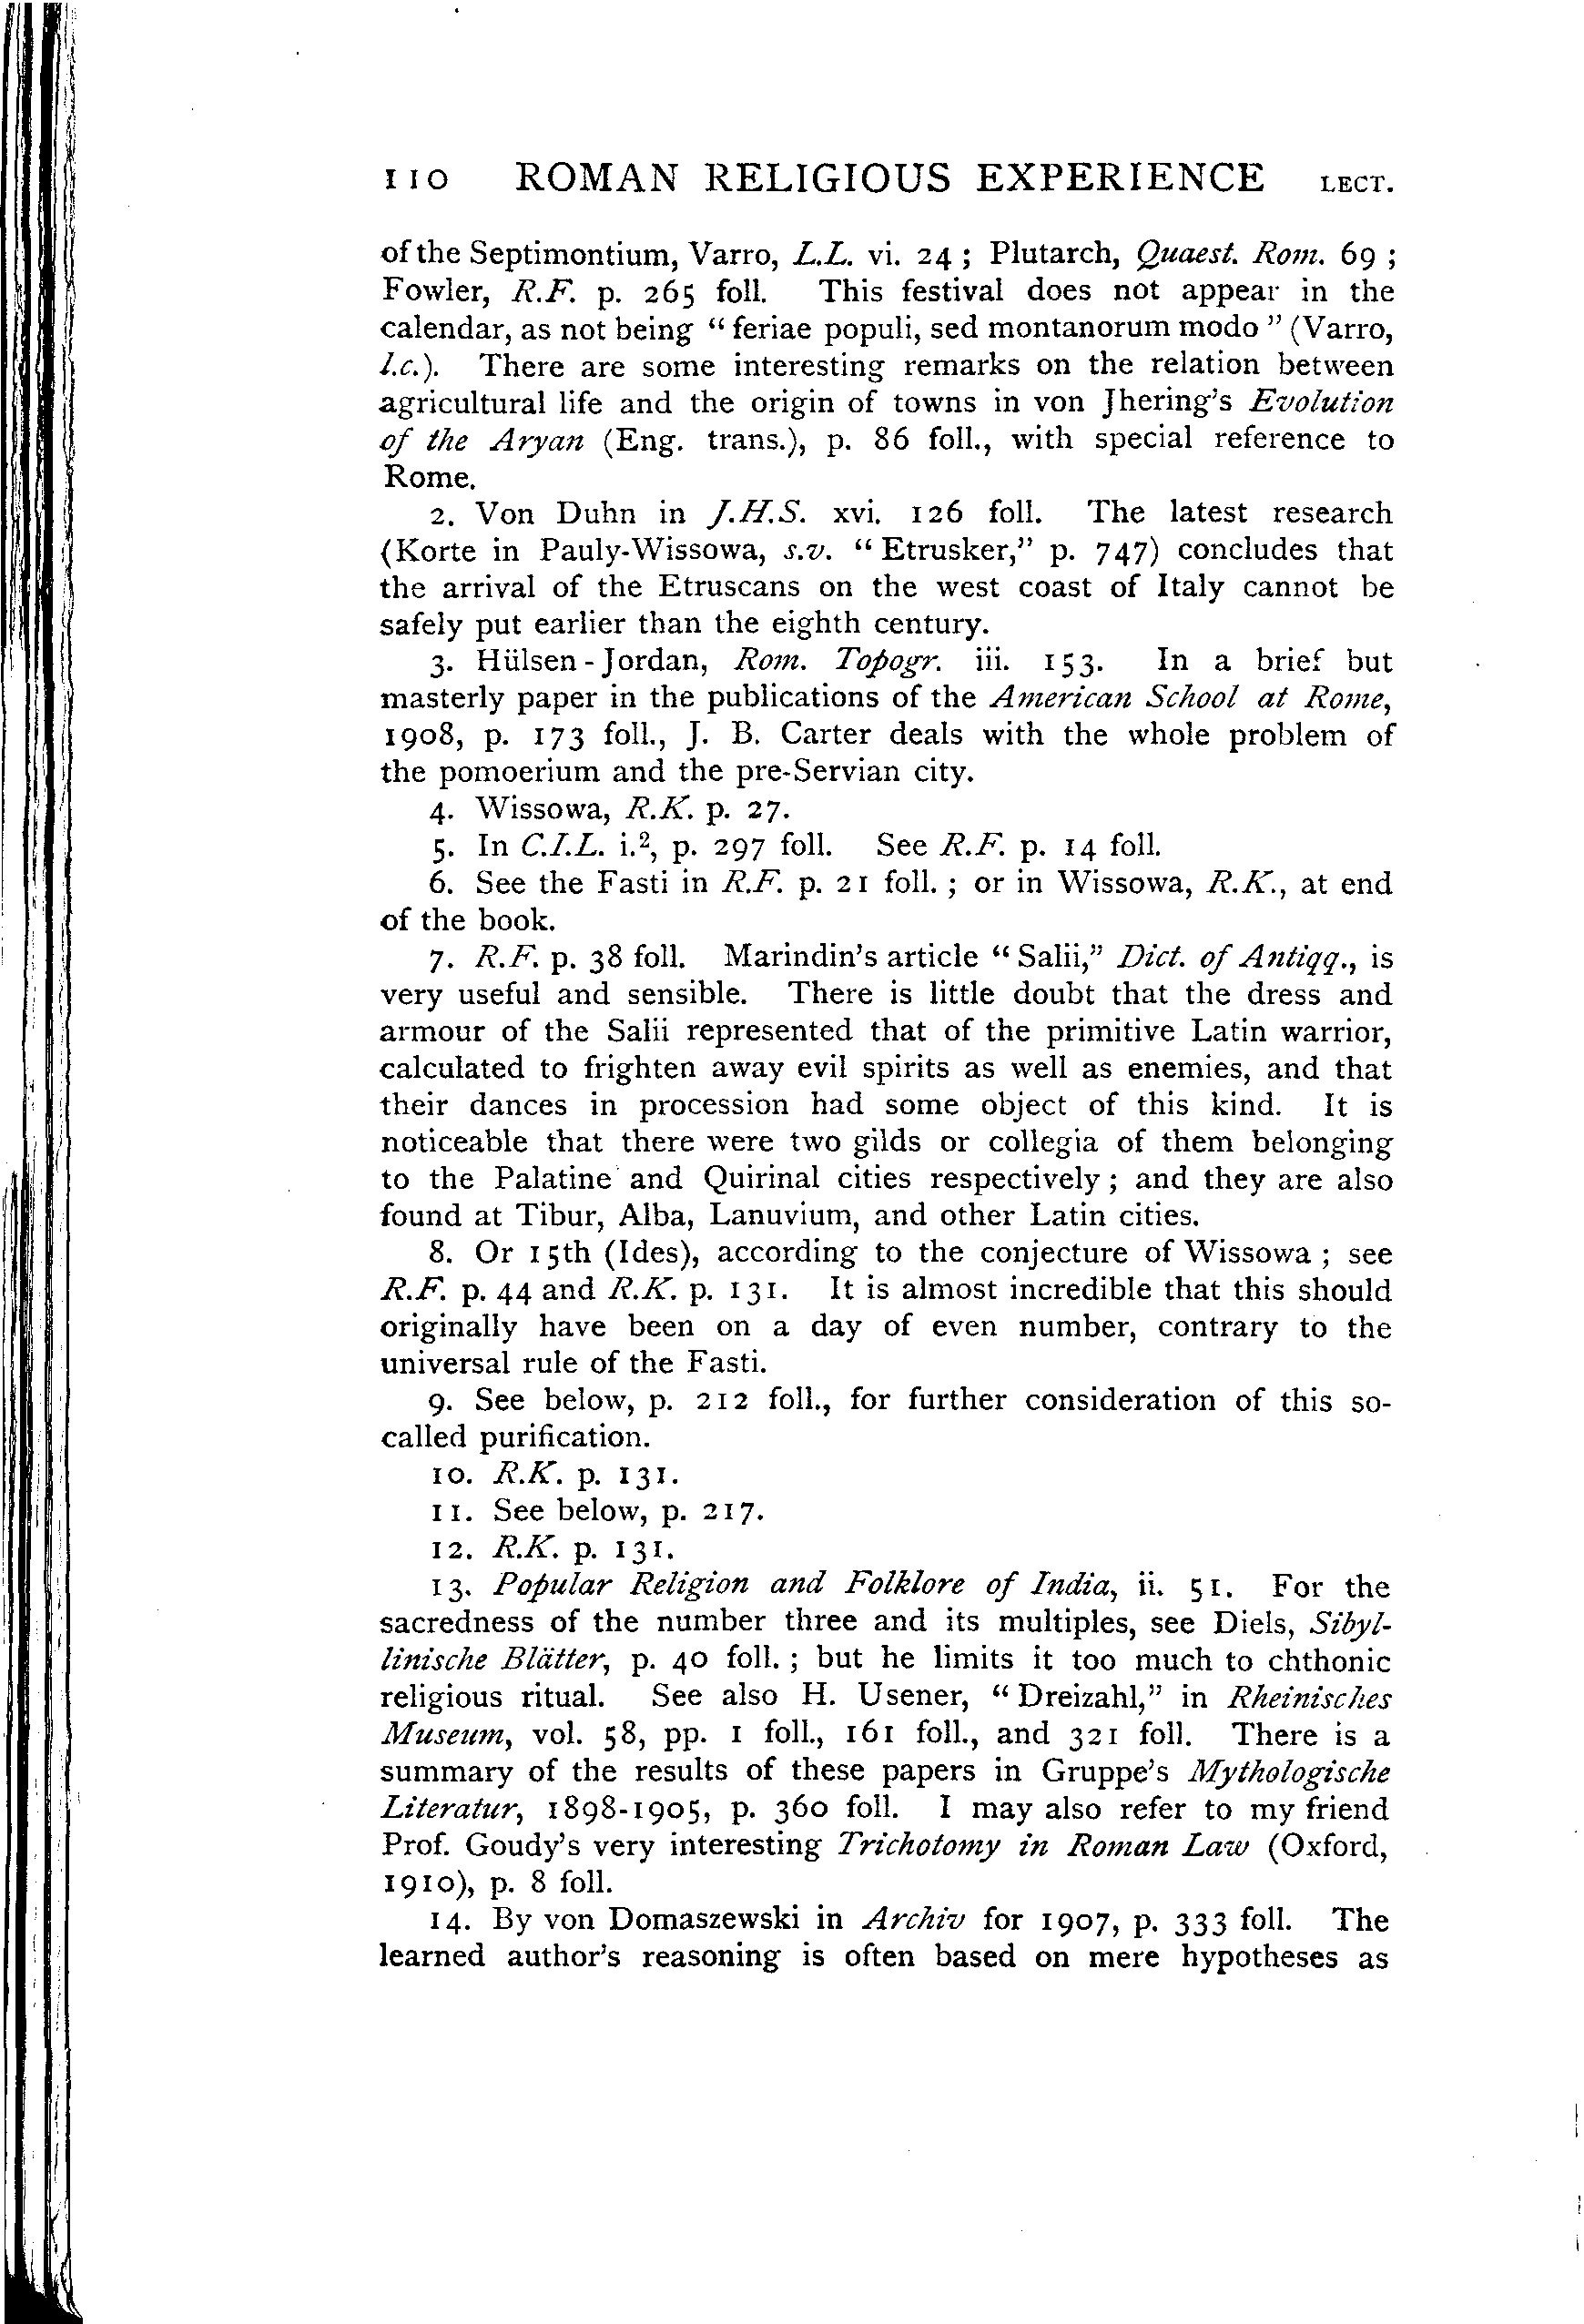 110 ROMAN RELIGIOUS EXPERIENCE LECT.
of the Septimontium, Varro, L.L. vi. 24 ; Plutarch, Quaest. Rom. 69 ;
Fowler, R.F. p. 265 foll. This festival does not appear in the
calendar, as not being “ feriae populi, sed montanorum modo ” (Varro,
l.c.). There are some interesting remarks on the relation between
agricultural life and the origin of towns in von Jhering's Evolution
of the Aryan (Eng. trans.), p. 86 foll., with special reference to
Rome.
2. Von Duhn in J.H.S. xvi. 126 foll. The latest research
(Korte in Pauly-Wissowa, s.v. “ Etrusker,” p. 747) concludes that
the arrival of the Etruscans on the west coast of Italy cannot be
safely put earlier than the eighth century.
3. Hülsen - Jordan, Rom. Topogr. iii. 153. In a brief but
masterly paper in the publications of the American School at Rome,
1908, p. 173 foll., J. B. Carter deals with the whole problem of
the pomoerium and the pre-Servian city.
4. Wissowa, R.K. p. 27.
5. In C.I.L. i.², p. 297 foll. See R.F. p. 14 foll.
6. See the Fasti in R.F. p. 21 foll. ; or in Wissowa, R.K., at end
of the book.
7. R.F. p. 38 foll. Marindin's article “ Salii,” Dict. of Antiqq., is
very useful and sensible. There is little doubt that the dress and
armour of the Salii represented that of the primitive Latin warrior,
calculated to frighten away evil spirits as well as enemies, and that
their dances in procession had some object of this kind. It is
noticeable that there were two gilds or collegia of them belonging
to the Palatine and Quirinal cities respectively ; and they are also
found at Tibur, Alba, Lanuvium, and other Latin cities.
8. Or 15th (Ides), according to the conjecture of Wissowa ; see
R.F. p. 44 and R.K. p. 131. It is almost incredible that this should
originally have been on a day of even number, contrary to the
universal rule of the Fasti.
9. See below, p. 212 foll., for further consideration of this so-
called purification.
10. R.K. p. 131.
11. See below, p. 217.
12. R.K. p. 131.
13. Popular Religion and Folklore of India, ii. 51. For the
sacredness of the number three and its multiples, see Diels, Sibyl-
linische Blätter, p. 40 foll. ; but he limits it too much to chthonic
religious ritual. See also H. Usener, “ Dreizahl,” in Rheinisches
Museum, vol. 58, pp. 1 foll., 161 foll., and 321 foll. There is a
summary of the results of these papers in Gruppe's Mythologische
Literatur, 1898-1905, p. 360 foll. I may also refer to my friend
Prof. Goudy's very interesting Trichotomy in Roman Law (Oxford,
1910), p. 8 foll.
14. By von Domaszewski in Archiv for 1907, p. 333 foll. The
learned author's reasoning is often based on mere hypotheses as